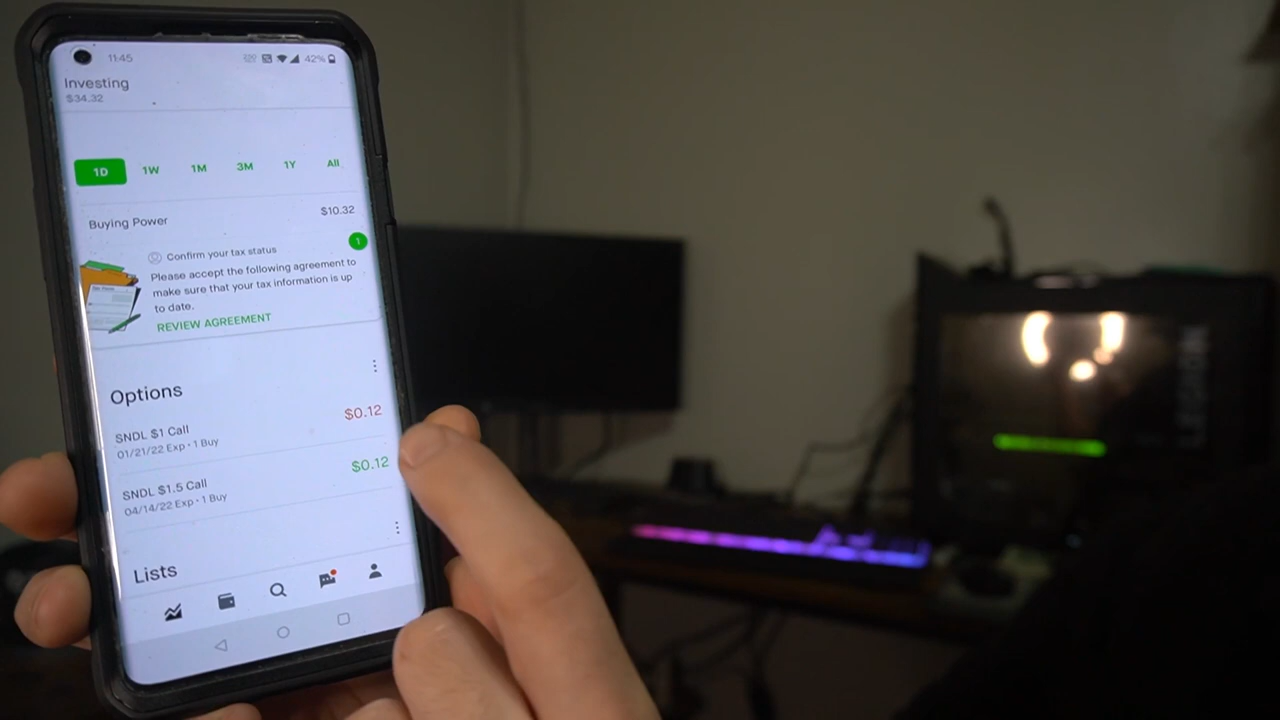 11:45
42%
Investing
$34.32
1D 1W 1M 3M 1Y All
Buying Power $10.32
Confirm your tax status 1
Please accept the following agreement to
make sure that your tax information is up
to date.
REVIEW AGREEMENT
Options
SNDL $1 Call $0.12
01/21/22 Exp • 1 Buy
SNDL $1.5 Call $0.12
04/14/22 Exp • 1 Buy
Lists
LEGION